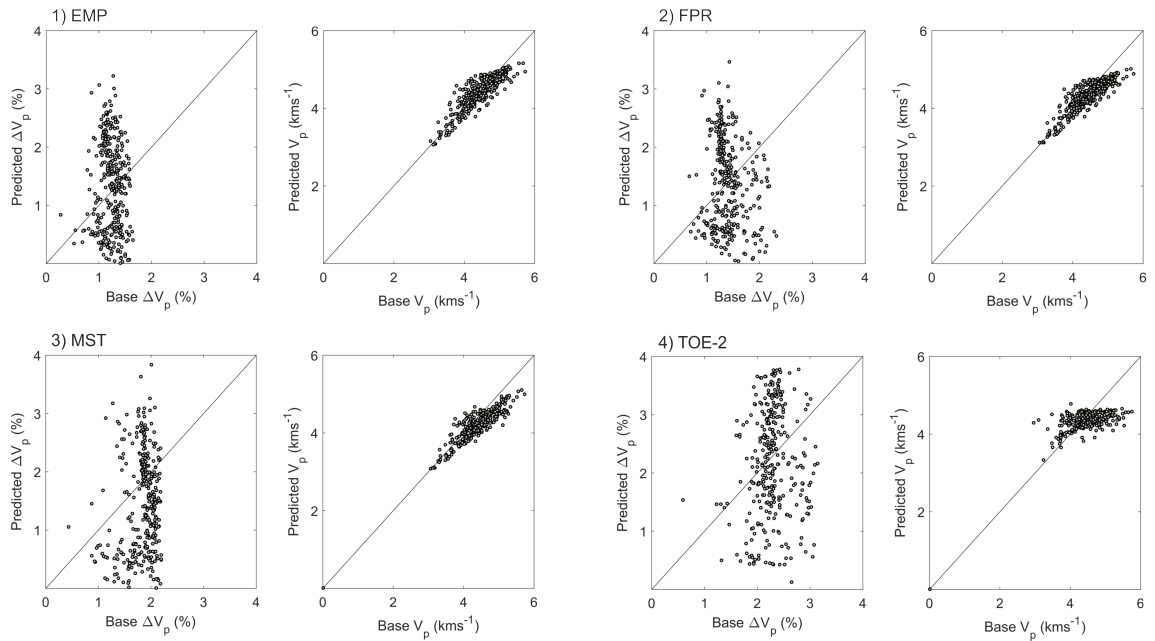 1) EMP
4
3
2
1
Predicted ΔVp (%)
0 1 2 3 4
Base ΔVp (%)
6
4
2
Predicted Vp (kms-1)
0 2 4 6
Base Vp (kms-1)
2) FPR
4
3
2
1
Predicted ΔVp (%)
0 1 2 3 4
Base ΔVp (%)
6
4
2
Predicted Vp (kms-1)
0 2 4 6
Base Vp (kms-1)
3) MST
4
3
2
1
Predicted ΔVp (%)
0 1 2 3 4
Base ΔVp (%)
6
4
2
Predicted Vp (kms-1)
0 2 4 6
Base Vp (kms-1)
4) TOE-2
4
3
2
1
Predicted ΔVp (%)
0 1 2 3 4
Base ΔVp (%)
6
4
2
Predicted Vp (kms-1)
0 2 4 6
Base Vp (kms-1)